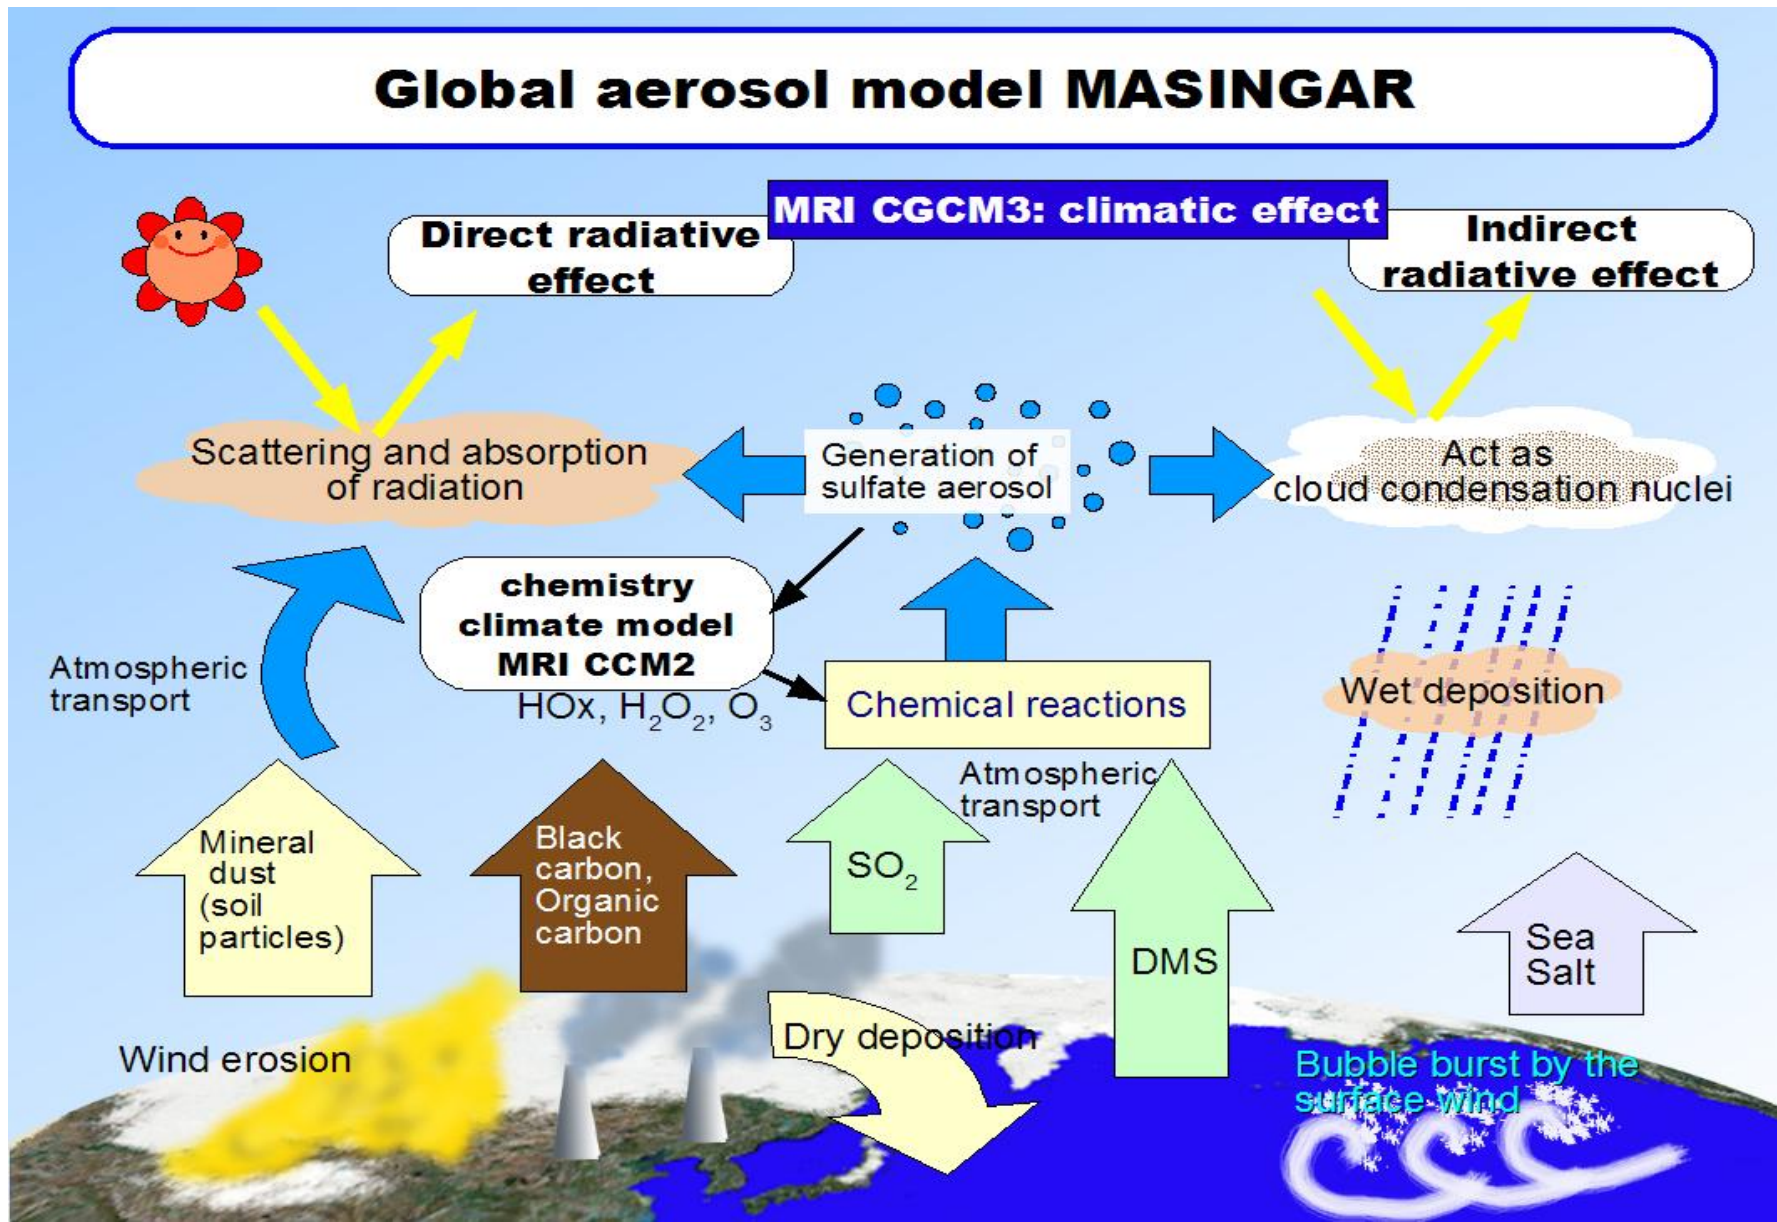 Global aerosol model MASINGAR
MRI CGCM3: climatic effect
Direct radiative
effect
Indirect
radiative effect
Scattering and absorption
of radiation
Generation of
sulfate aerosol
Act as
cloud condensation nuclei
chemistry
climate model
MRI CCM2
HOx, H₂O₂, O₃
Atmospheric
transport
Chemical reactions
Wet deposition
Atmospheric
transport
Mineral
dust
(soil
particles)
Black
carbon,
Organic
carbon
SO₂
DMS
Sea
Salt
Wind erosion
Dry deposition
Bubble burst by the
surface wind